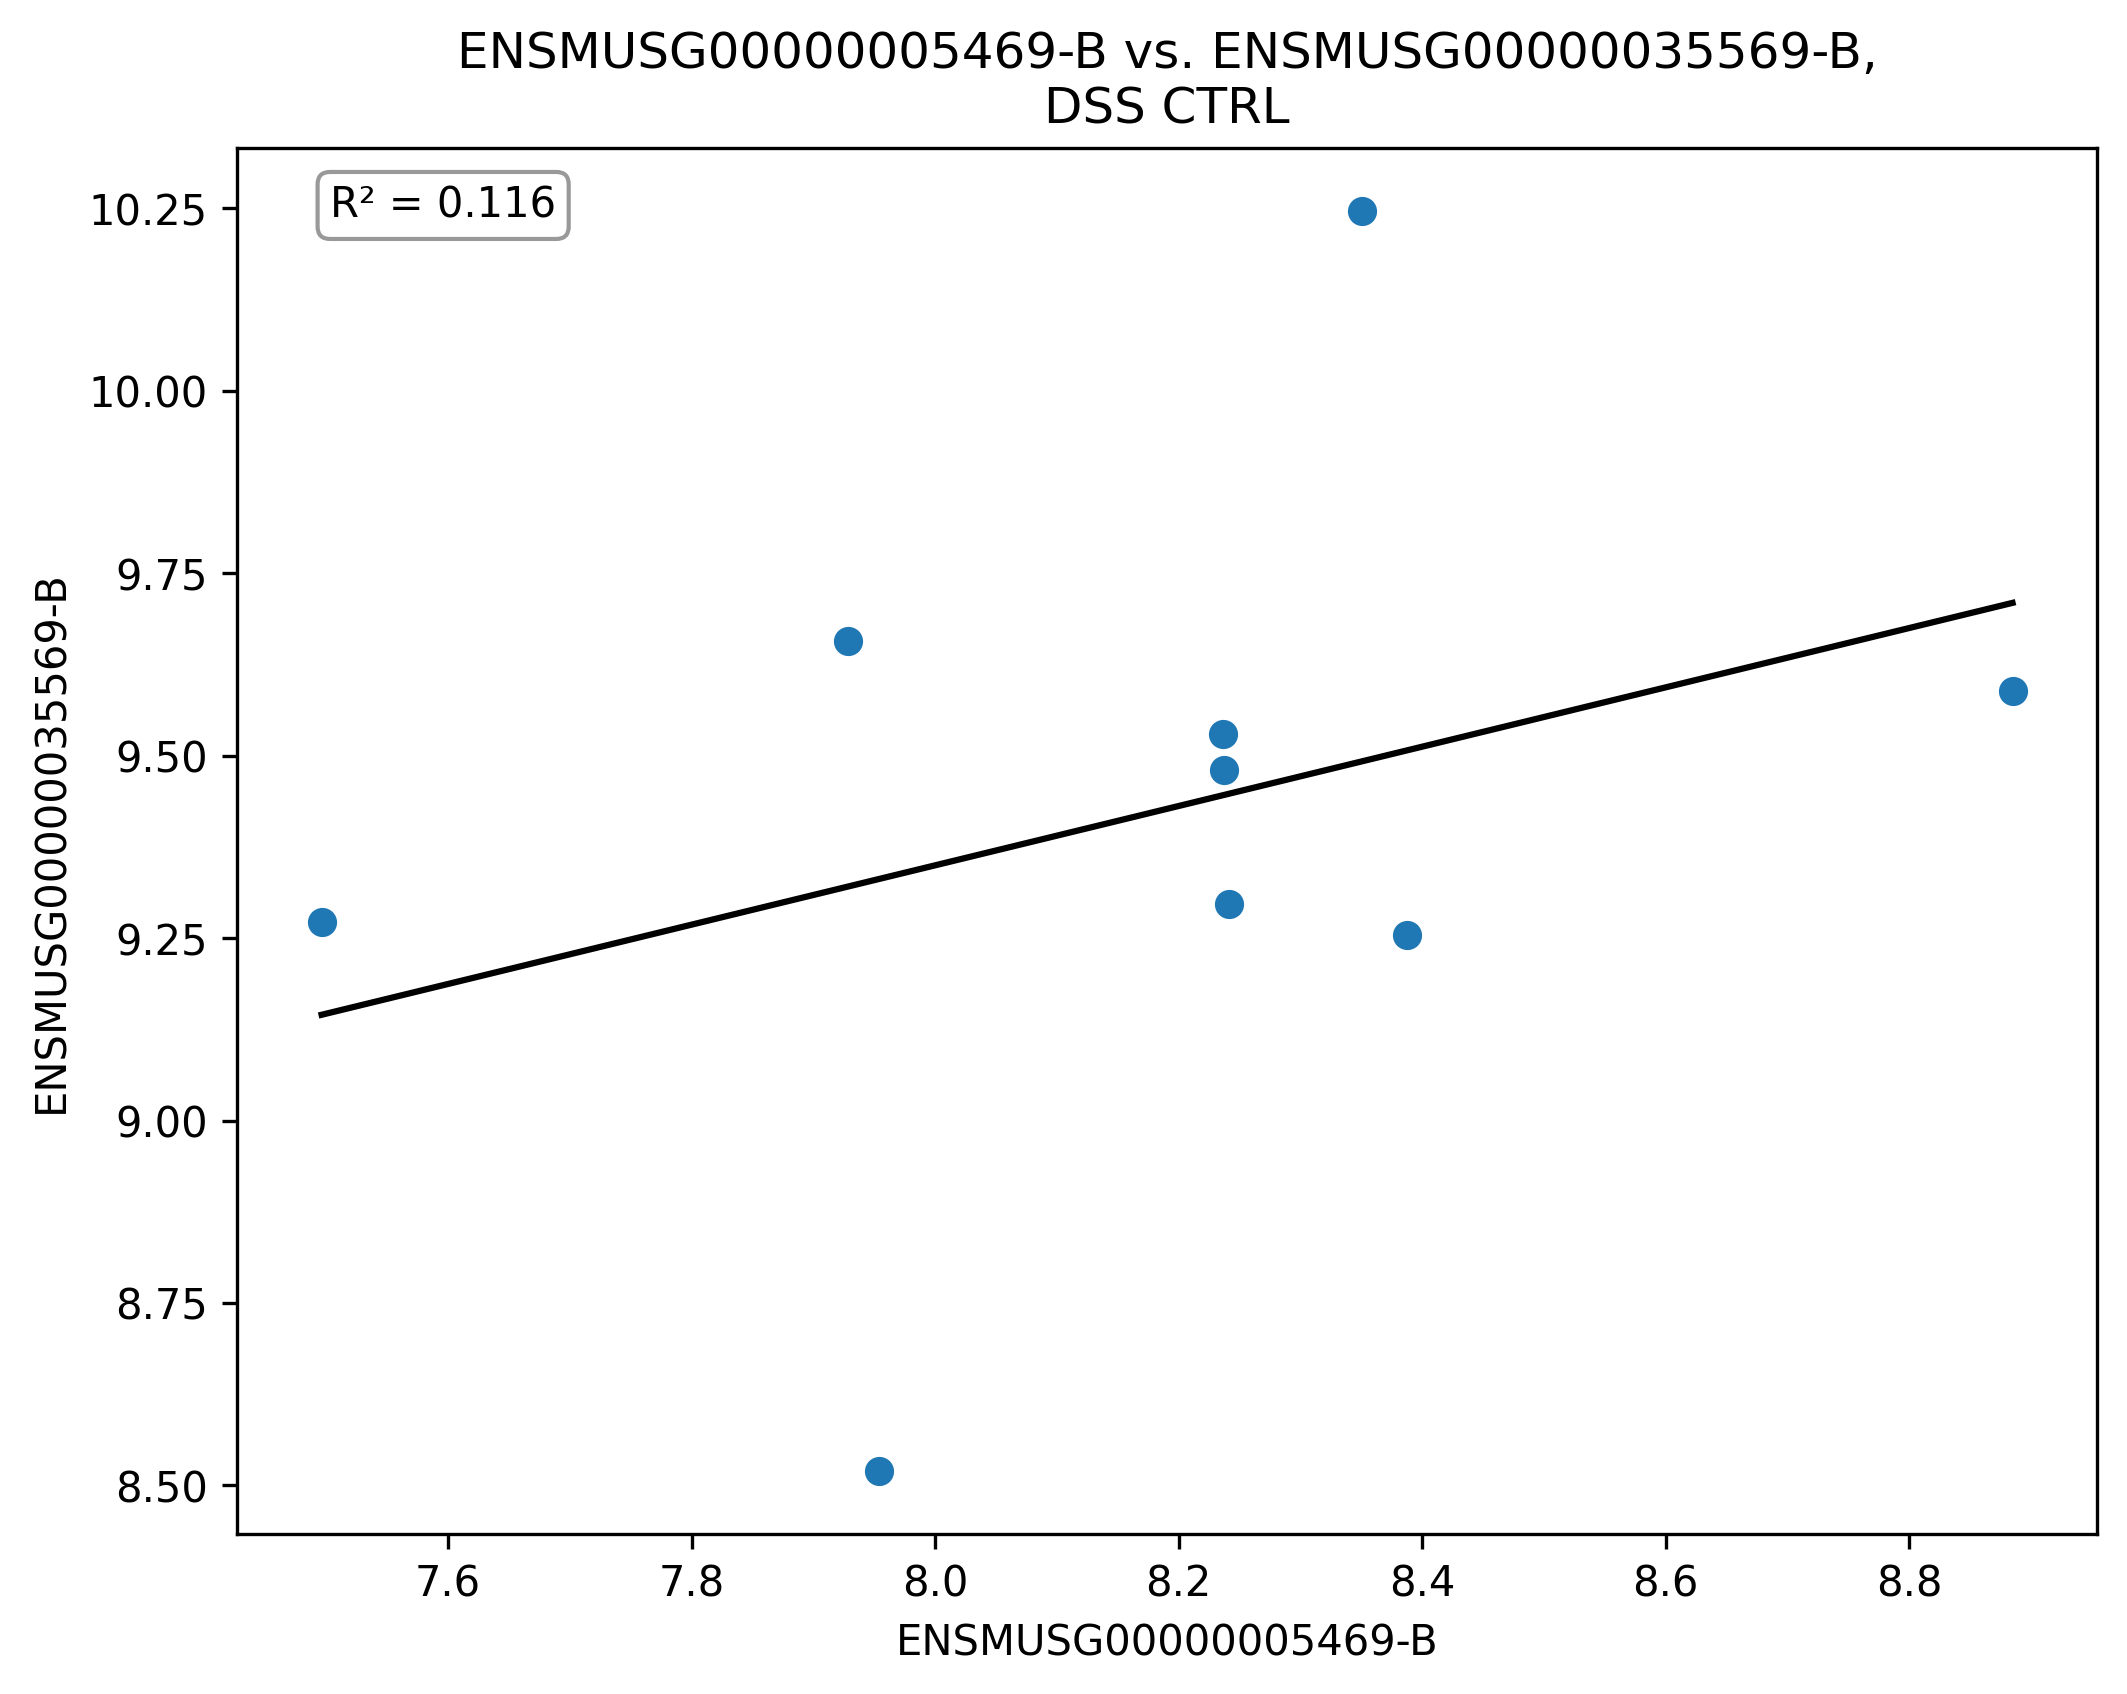 ENSMUSG00000005469-B vs. ENSMUSG00000035569-B,
DSS CTRL
R² = 0.116
10.25
10.00
9.75
9.50
9.25
9.00
8.75
8.50
ENSMUSG00000035569-B
7.6 7.8 8.0 8.2 8.4 8.6 8.8
ENSMUSG00000005469-B